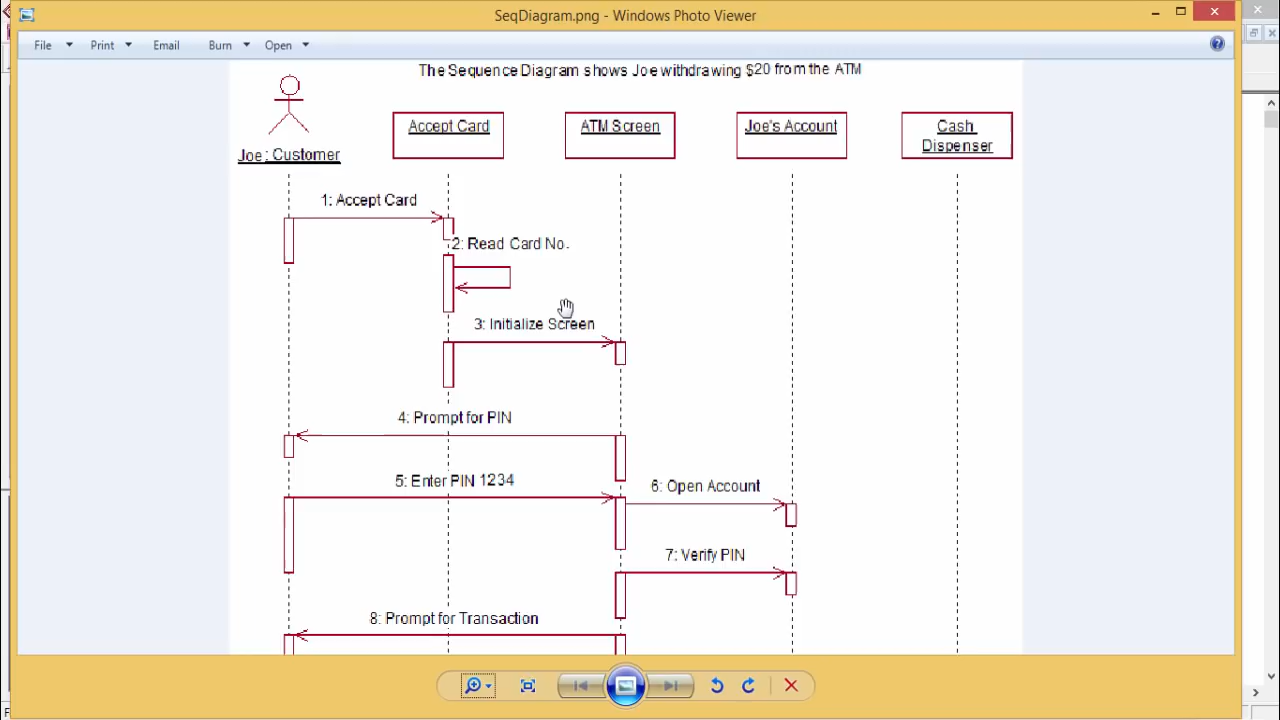 SeqDiagram.png - Windows Photo Viewer
File Print Email Burn Open
The Sequence Diagram shows Joe withdrawing $20 from the ATM
Accept Card ATM Screen Joe's Account Cash
Dispenser
Joe : Customer
1: Accept Card
2: Read Card No.
3: Initialize Screen
4: Prompt for PIN
5: Enter PIN 1234
6: Open Account
7: Verify PIN
8: Prompt for Transaction